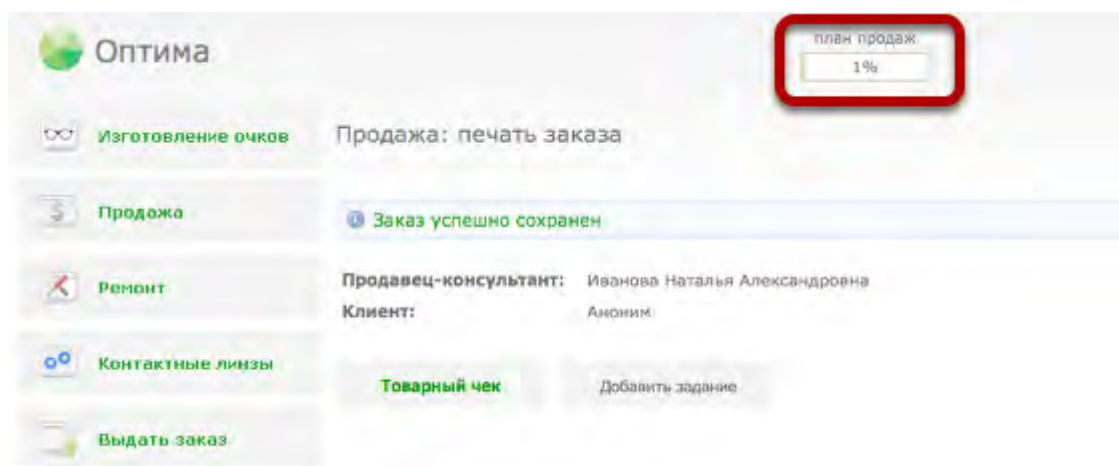 Оптима
план продаж
1%
Изготовление очков
Продажа: печать заказа
Продажа
Заказ успешно сохранен
Ремонт
Продавец-консультант: Иванова Наталья Александровна
Клиент: Аноним
Контактные линзы
Товарный чек
Добавить задание
Выдать заказ